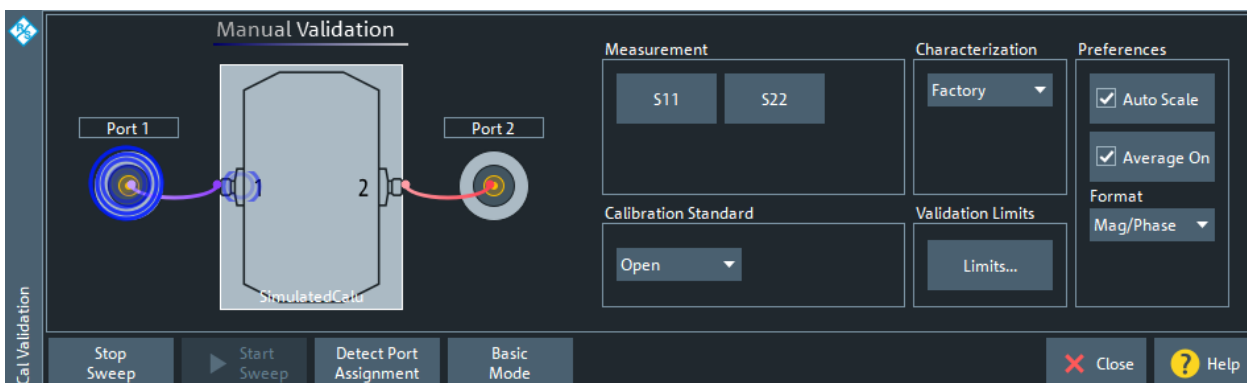 R/S
Manual Validation
Port 1
1
2
Port 2
SimulatedCalu
Measurement
S11
S22
Calibration Standard
Open
Characterization
Factory
Validation Limits
Limits...
Preferences
Auto Scale
Average On
Format
Mag/Phase
Cal Validation
Stop
Sweep
Start
Sweep
Detect Port
Assignment
Basic
Mode
Close
? Help